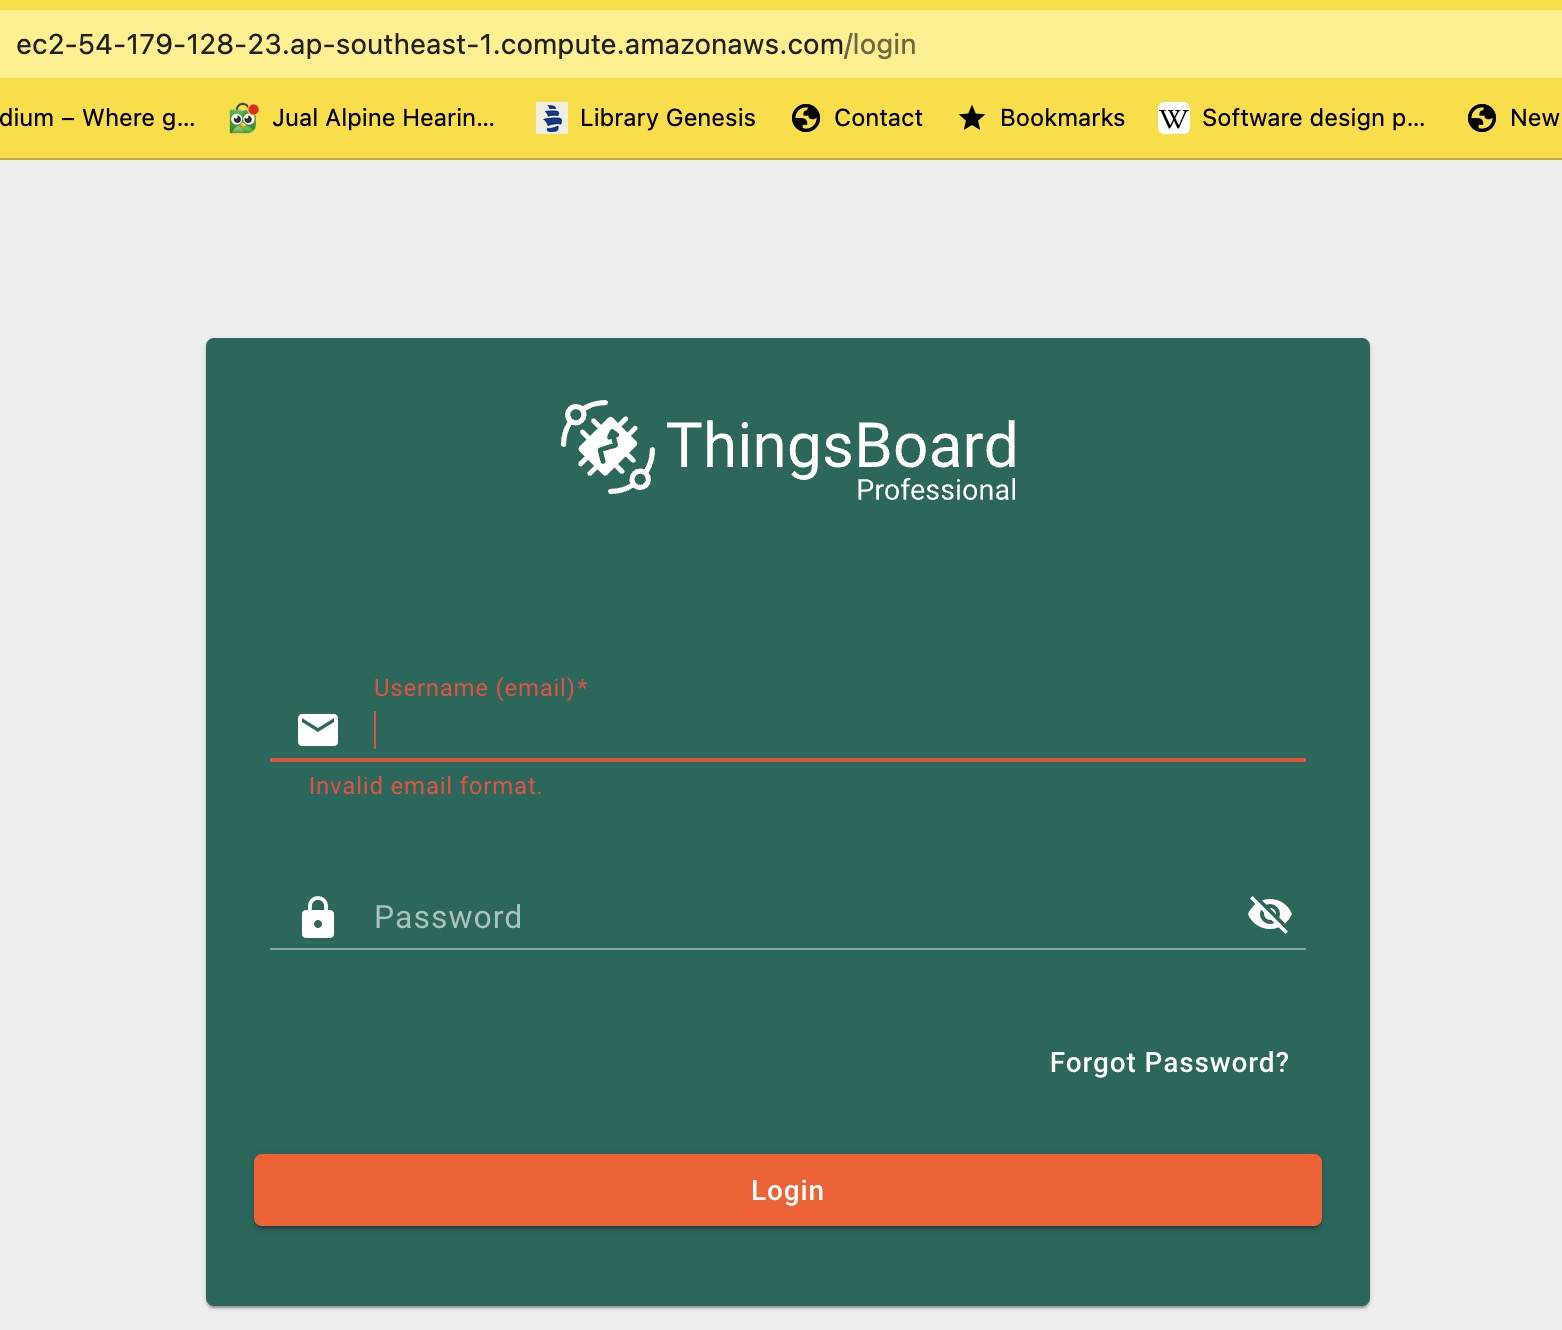 ec2-54-179-128-23.ap-southeast-1.compute.amazonaws.com/login
dium – Where g... Jual Alpine Hearin... Library Genesis Contact Bookmarks W Software design p... New
ThingsBoard
Professional
Username (email)*
Invalid email format.
Password
Forgot Password?
Login